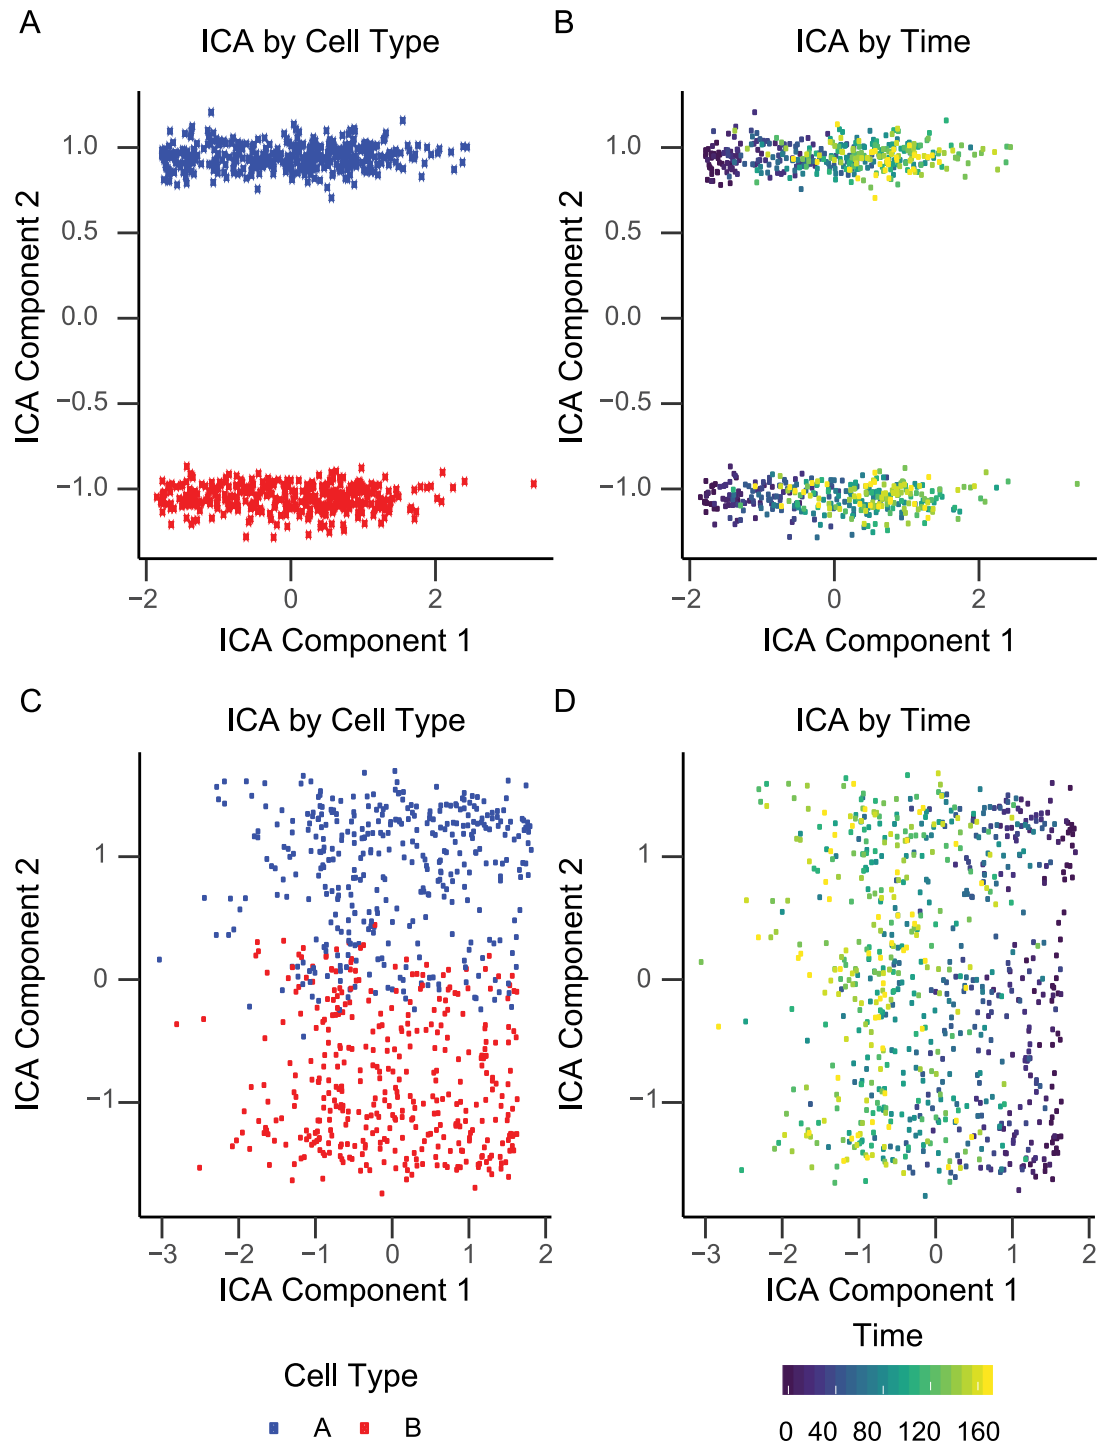 A
ICA by Cell Type
1.0
0.5
0.0
−0.5
−1.0
ICA Component 2
−2 0 2
ICA Component 1
B
ICA by Time
1.0
0.5
0.0
−0.5
−1.0
ICA Component 2
−2 0 2
ICA Component 1
C
ICA by Cell Type
1
0
−1
ICA Component 2
−3 −2 −1 0 1 2
ICA Component 1
D
ICA by Time
1
0
−1
ICA Component 2
−3 −2 −1 0 1 2
ICA Component 1
Cell Type
A B
Time
0 40 80 120 160